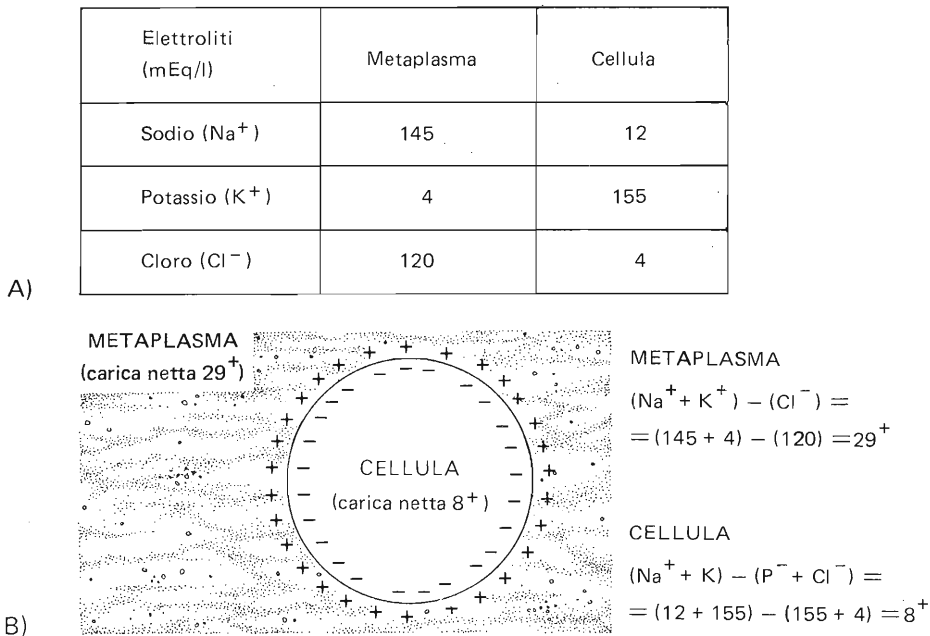 Elettroliti
(mEq/l)
Metaplasma
Cellula
Sodio (Na⁺)
145
12
Potassio (K⁺)
4
155
Cloro (Cl⁻)
120
4
A)
METAPLASMA
(carica netta 29⁺)
CELLULA
(carica netta 8⁺)
METAPLASMA
(Na⁺ + K⁺) – (Cl⁻) =
= (145 + 4) – (120) = 29⁺
CELLULA
(Na⁺ + K) – (P⁻ + Cl⁻) =
= (12 + 155) – (155 + 4) = 8⁺
B)